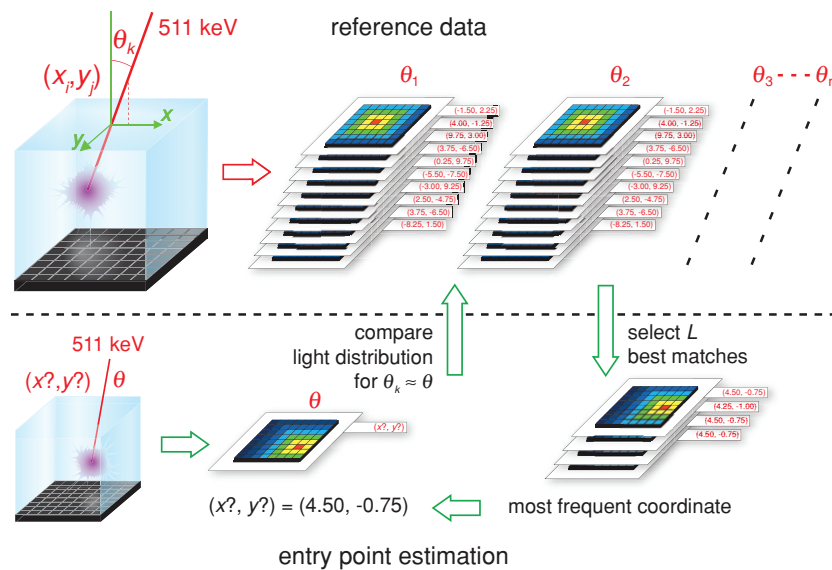 reference data
511 keV
θk
(xi,yj)
x
y
θ1
θ2
θ3 - - - θn
(-1.50, 2.25)
(4.00, -1.25)
(9.75, 3.00)
(3.75, -6.50)
(0.25, 9.75)
(-5.50, -7.50)
(-3.00, 9.25)
(2.50, -4.75)
(3.75, -6.50)
(-8.25, 1.50)
(-1.50, 2.25)
(4.00, -1.25)
(9.75, 3.00)
(3.75, -6.50)
(0.25, 9.75)
(-5.50, -7.50)
(-3.00, 9.25)
(2.50, -4.75)
(3.75, -6.50)
(-8.25, 1.50)
compare
light distribution
for θk ≈ θ
select L
best matches
511 keV
(x?,y?)
θ
θ
(x?, y?)
(4.50, -0.75)
(4.25, -1.00)
(4.50, -0.75)
(4.50, -0.75)
(x?, y?) = (4.50, -0.75)
most frequent coordinate
entry point estimation